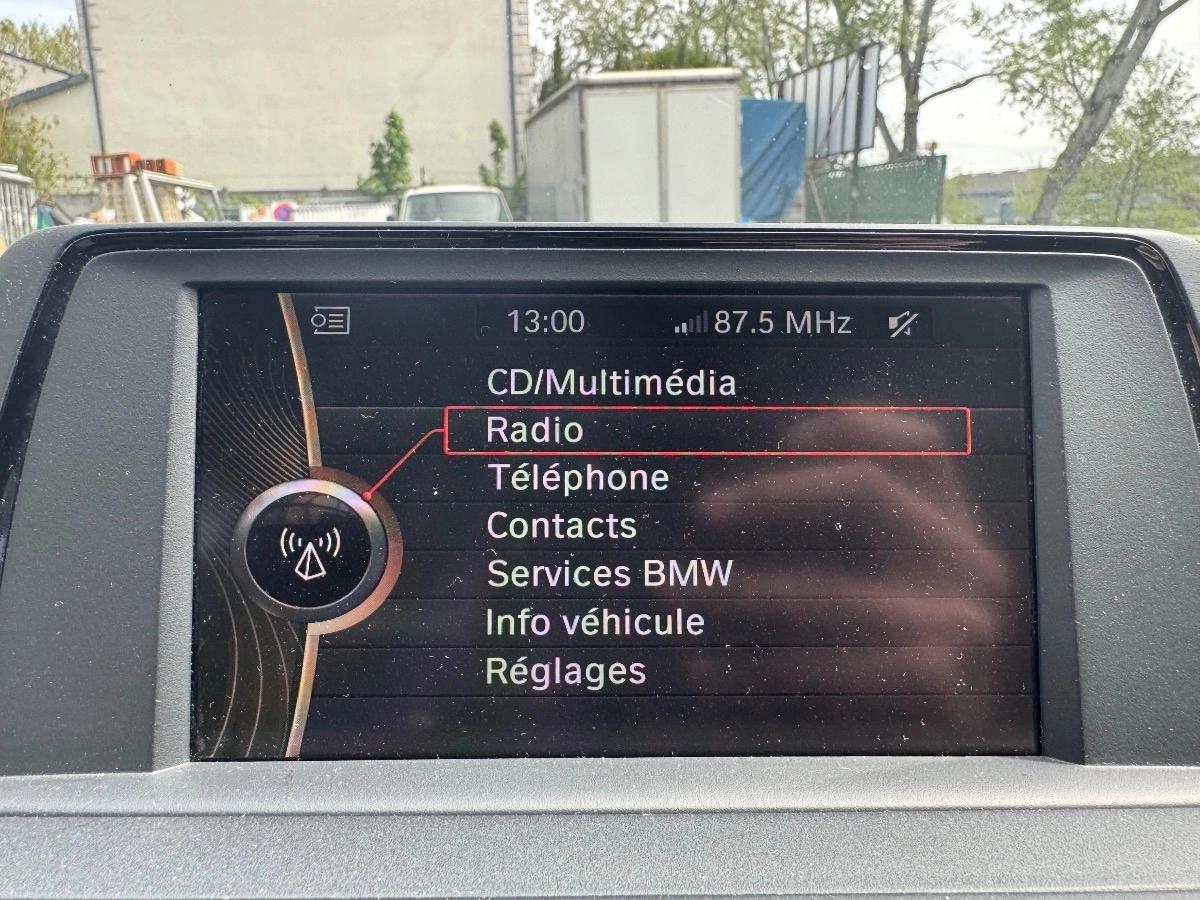 13:00 87.5 MHz
CD/Multimédia
Radio
Téléphone
Contacts
Services BMW
Info véhicule
Réglages